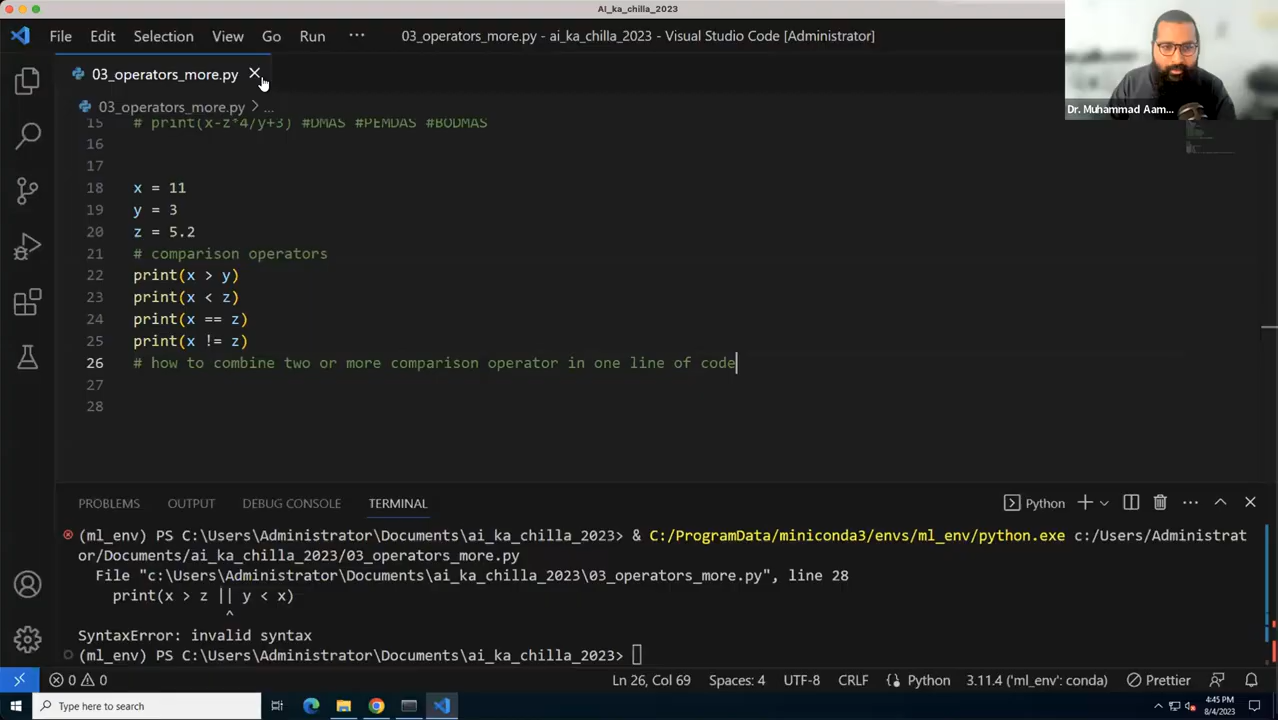 AI_ka_chilla_2023
File Edit Selection View Go Run ··· 03_operators_more.py - ai_ka_chilla_2023 - Visual Studio Code [Administrator]
03_operators_more.py
03_operators_more.py > ...
Dr. Muhammad Aam...
15 # print(x-z*4/y+3) #DMAS #PEMDAS #BODMAS
16
17
18 x = 11
19 y = 3
20 z = 5.2
21 # comparison operators
22 print(x > y)
23 print(x < z)
24 print(x == z)
25 print(x != z)
26 # how to combine two or more comparison operator in one line of code
27
28
PROBLEMS OUTPUT DEBUG CONSOLE TERMINAL Python
(ml_env) PS C:\Users\Administrator\Documents\ai_ka_chilla_2023> & C:/ProgramData/miniconda3/envs/ml_env/python.exe c:/Users/Administrat
or/Documents/ai_ka_chilla_2023/03_operators_more.py
File "c:\Users\Administrator\Documents\ai_ka_chilla_2023\03_operators_more.py", line 28
print(x > z || y < x)
^
SyntaxError: invalid syntax
(ml_env) PS C:\Users\Administrator\Documents\ai_ka_chilla_2023>
0 0 Ln 26, Col 69 Spaces: 4 UTF-8 CRLF Python 3.11.4 ('ml_env': conda) Prettier
Type here to search
4:45 PM
8/4/2023